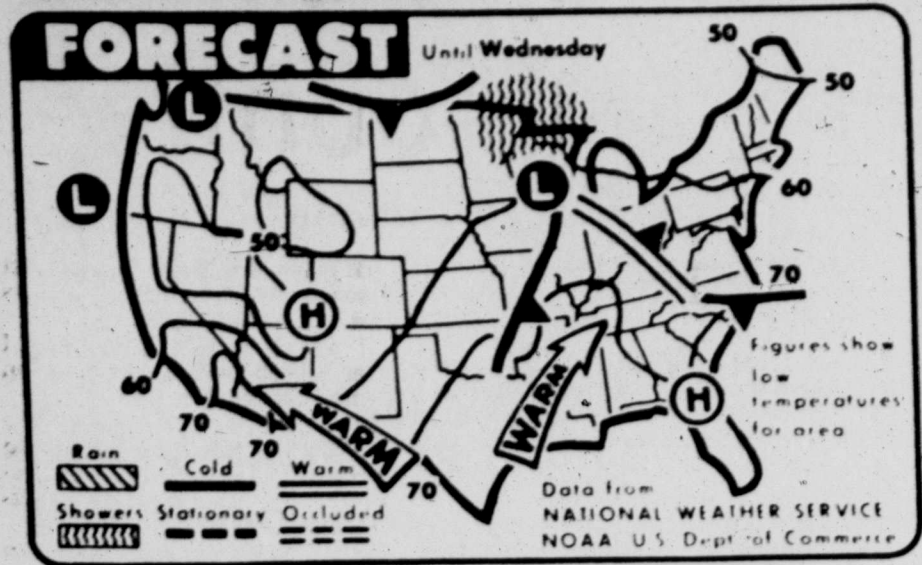 FORECAST
Until Wednesday
50
50
L
L
L
60
50
70
H
Figures show
low
temperatures
for area
H
60
WARM
WARM
70
70
70
Rain
Cold
Warm
Showers
Stationary
Occluded
Data from
NATIONAL WEATHER SERVICE
NOAA U.S. Dept of Commerce